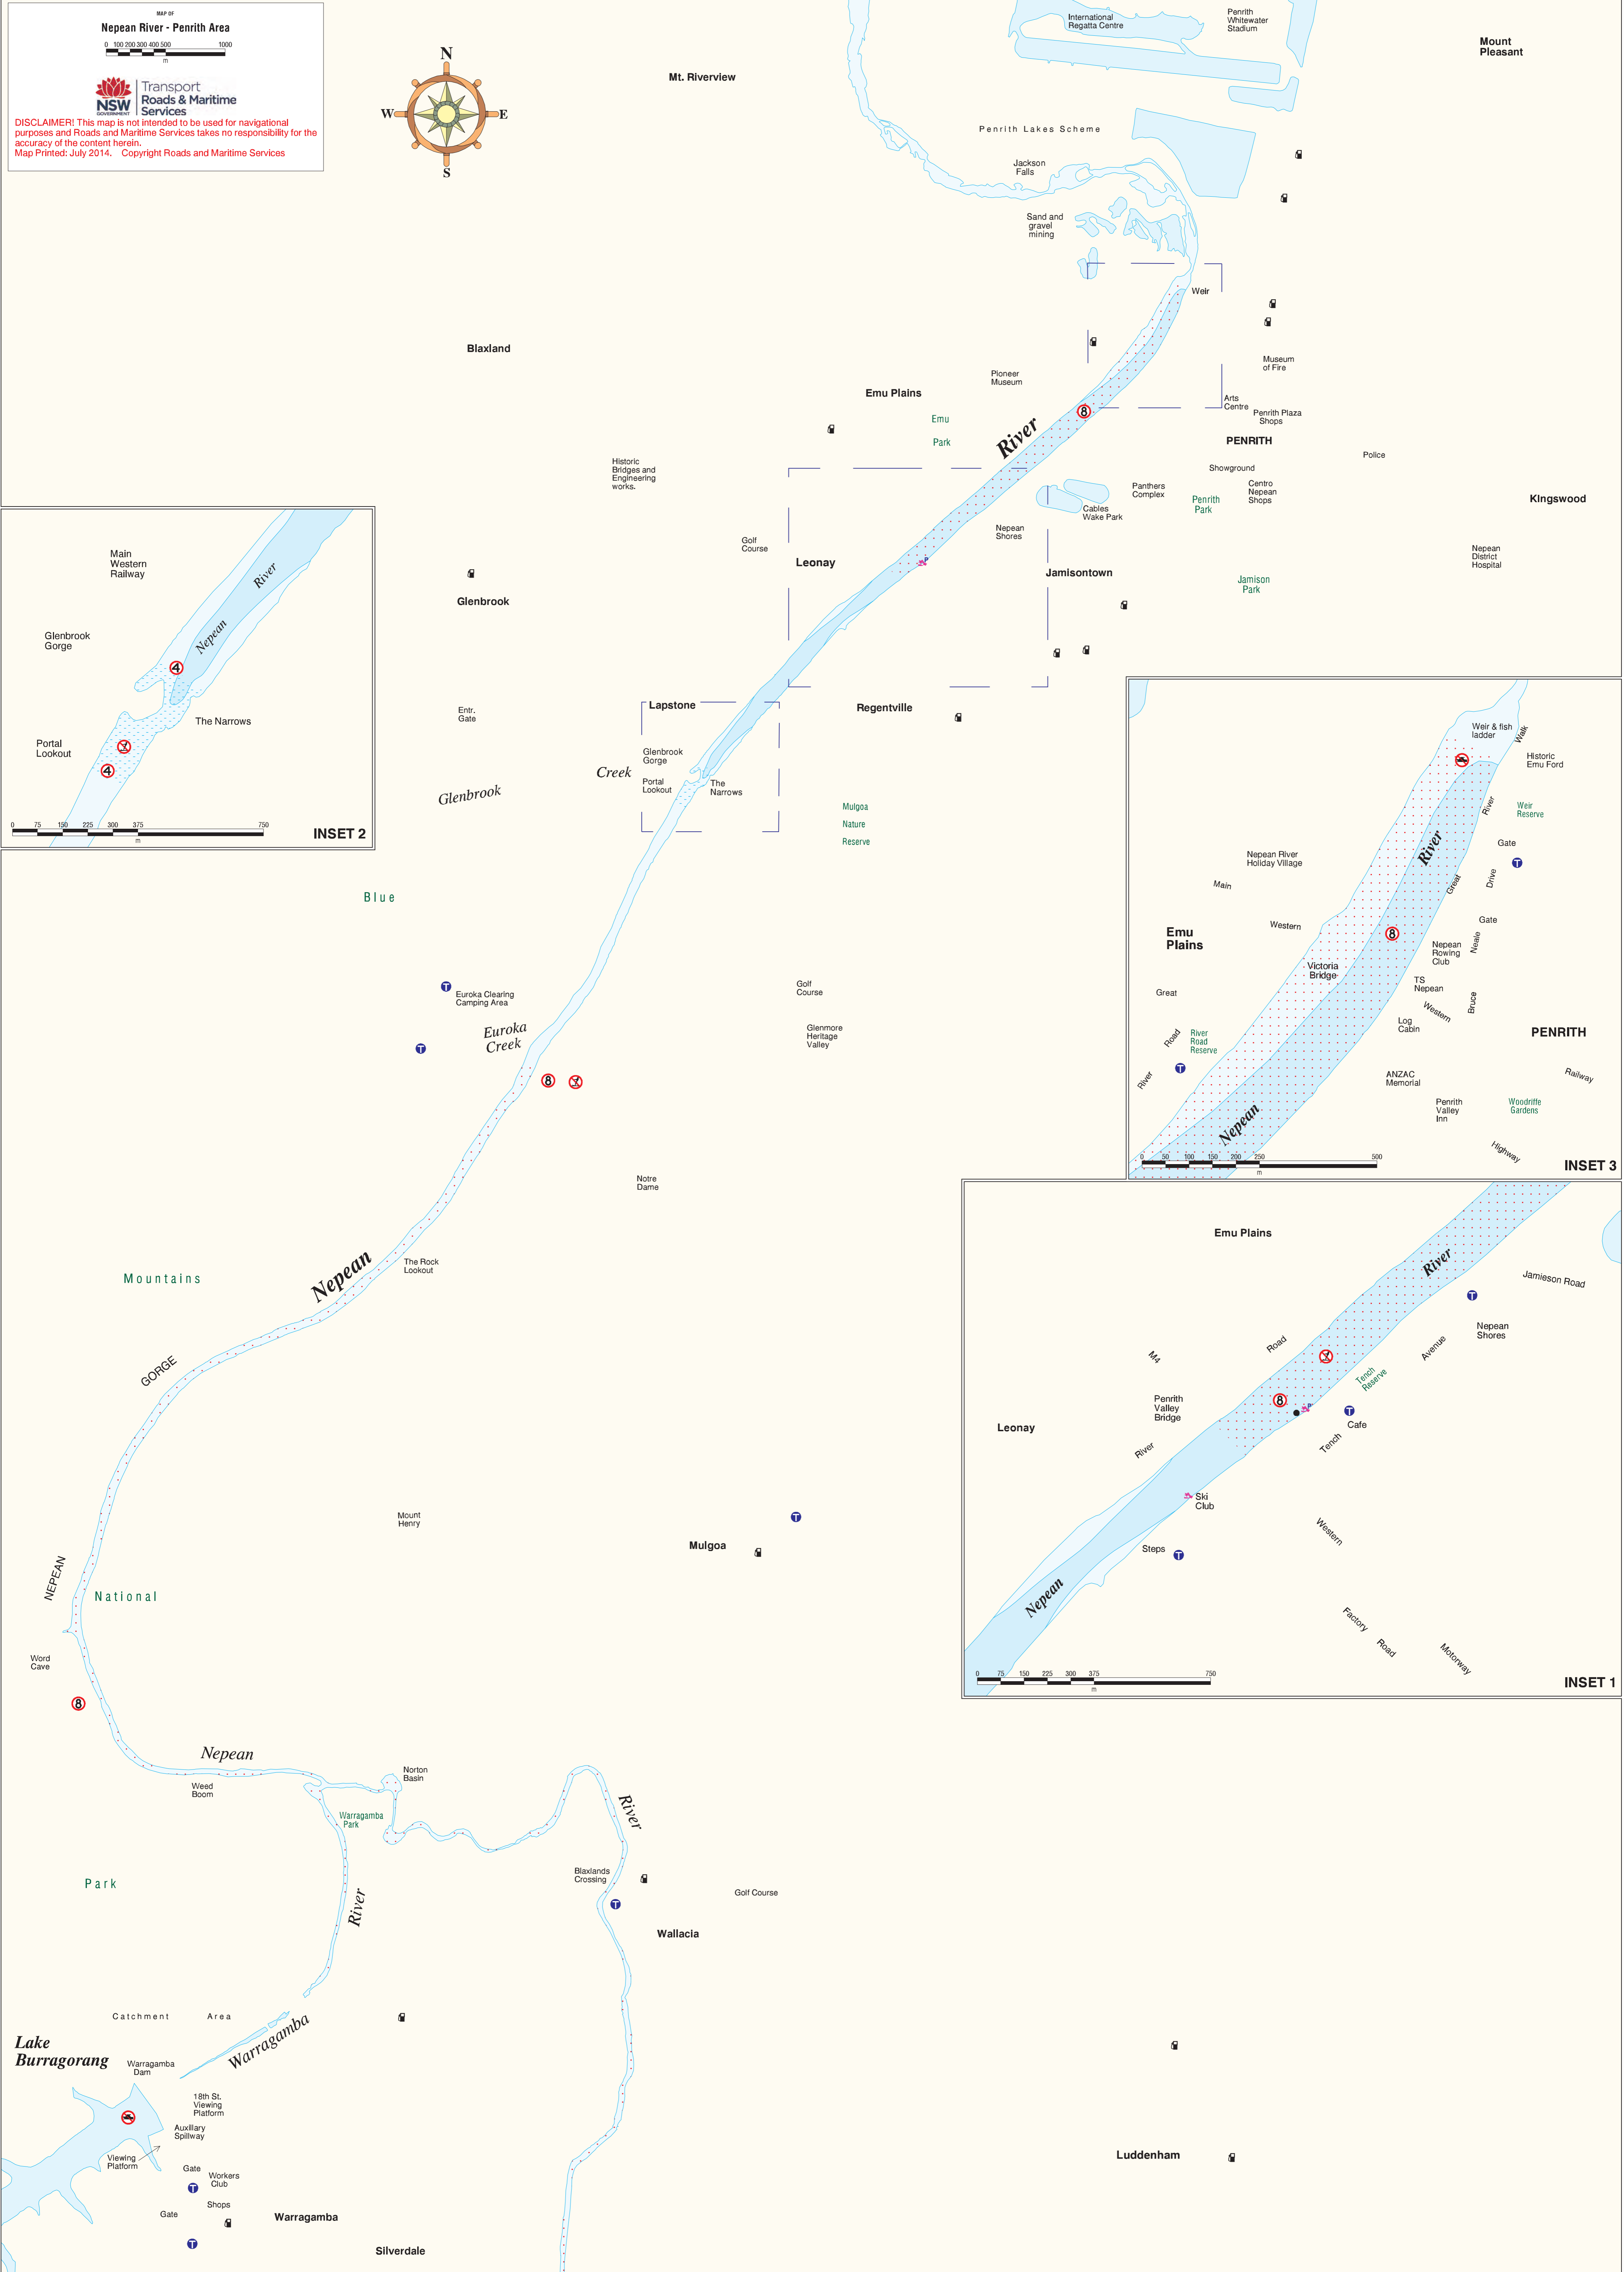 MAP OF
Nepean River - Penrith Area
0 100 200 300 400 500 1000
m
NSW
GOVERNMENT
Transport
Roads & Maritime
Services
DISCLAIMER! This map is not intended to be used for navigational
purposes and Roads and Maritime Services takes no responsibility for the
accuracy of the content herein.
Map Printed: July 2014. Copyright Roads and Maritime Services
N
W
E
S
Mt. Riverview
International
Regatta Centre
Penrith
Whitewater
Stadium
Mount
Pleasant
Penrith Lakes Scheme
Jackson
Falls
Sand and
gravel
mining
Weir
Blaxland
Pioneer
Museum
Museum
of Fire
Emu Plains
Emu
Park
River
8
Arts
Centre
Penrith Plaza
Shops
PENRITH
Police
Showground
Historic
Bridges and
Engineering
works.
Panthers
Complex
Centro
Nepean
Shops
Penrith
Park
Kingswood
Cables
Wake Park
Nepean
Shores
Golf
Course
Leonay
P
Jamisontown
Nepean
District
Hospital
Jamison
Park
Glenbrook
Lapstone
Regentville
Entr.
Gate
Glenbrook
Gorge
Portal
Lookout
The
Narrows
Glenbrook
Creek
Mulgoa
Nature
Reserve
Main
Western
Railway
River
Nepean
Glenbrook
Gorge
4
The Narrows
Portal
Lookout
4
0 75 150 225 300 375 750
m
INSET 2
Blue
T
Euroka Clearing
Camping Area
T
Euroka
Creek
8
Golf
Course
Glenmore
Heritage
Valley
Notre
Dame
The Rock
Lookout
Nepean
Mountains
GORGE
Weir & fish
ladder
Walk
Historic
Emu Ford
River
Weir
Reserve
Gate
T
River
Nepean River
Holiday Village
Main
Great
Drive
Western
Gate
Emu
Plains
8
Neale
Nepean
Rowing
Club
Victoria
Bridge
TS
Nepean
Great
Western
Bruce
Log
Cabin
PENRITH
Road
River
Road
Reserve
T
River
ANZAC
Memorial
Railway
Penrith
Valley
Inn
Woodriffe
Gardens
Nepean
Highway
0 50 100 150 200 250 500
m
INSET 3
Emu Plains
River
Jamieson Road
T
Nepean
Shores
M4
Road
Avenue
Tench
Reserve
8
P
Penrith
Valley
Bridge
T
Cafe
Leonay
River
Tench
Ski
Club
Western
Steps
T
Nepean
Factory
Road
Motorway
0 75 150 225 300 375 750
m
INSET 1
Mount
Henry
T
Mulgoa
NEPEAN
National
Word
Cave
8
Nepean
Weed
Boom
Norton
Basin
Warragamba
Park
River
Park
Blaxlands
Crossing
T
Golf Course
River
Wallacia
Catchment Area
Lake
Burragorang
Warragamba
Warragamba
Dam
18th St.
Viewing
Platform
Auxillary
Spillway
Viewing
Platform
Gate
Workers
Club
T
Shops
Gate
Warragamba
T
Silverdale
Luddenham